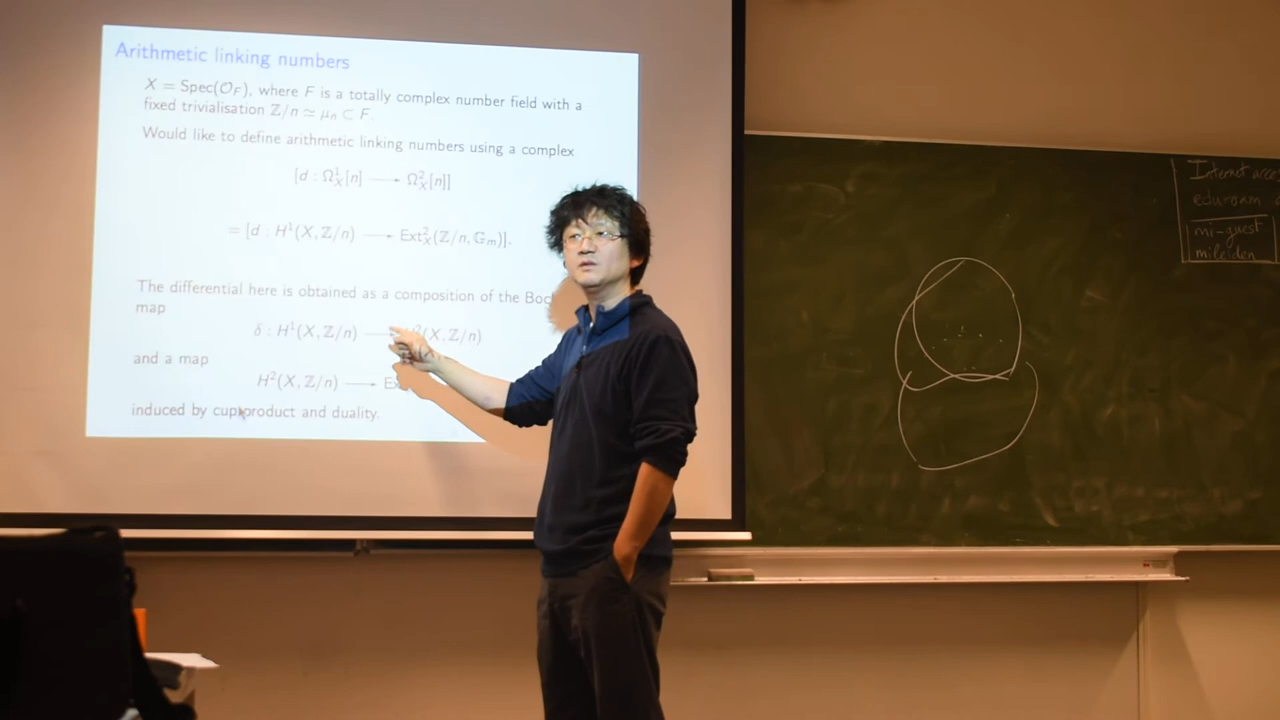 Arithmetic linking numbers
X = Spec(𝒪_F), where F is a totally complex number field with a
fixed trivialisation ℤ/n ≃ μ_n ⊂ F.
Would like to define arithmetic linking numbers using a complex
[d : Ω¹_X[n] ⟶ Ω²_X[n]]
= [d : H¹(X, ℤ/n) ⟶ Ext²_X(ℤ/n, 𝔾_m)].
The differential here is obtained as a composition of the Boc
map
δ : H¹(X, ℤ/n) ⟶ H²(X, ℤ/n)
and a map
H²(X, ℤ/n) ⟶ Ex
induced by cup product and duality.
Internet acce
eduroam
mi-guest
mileiden